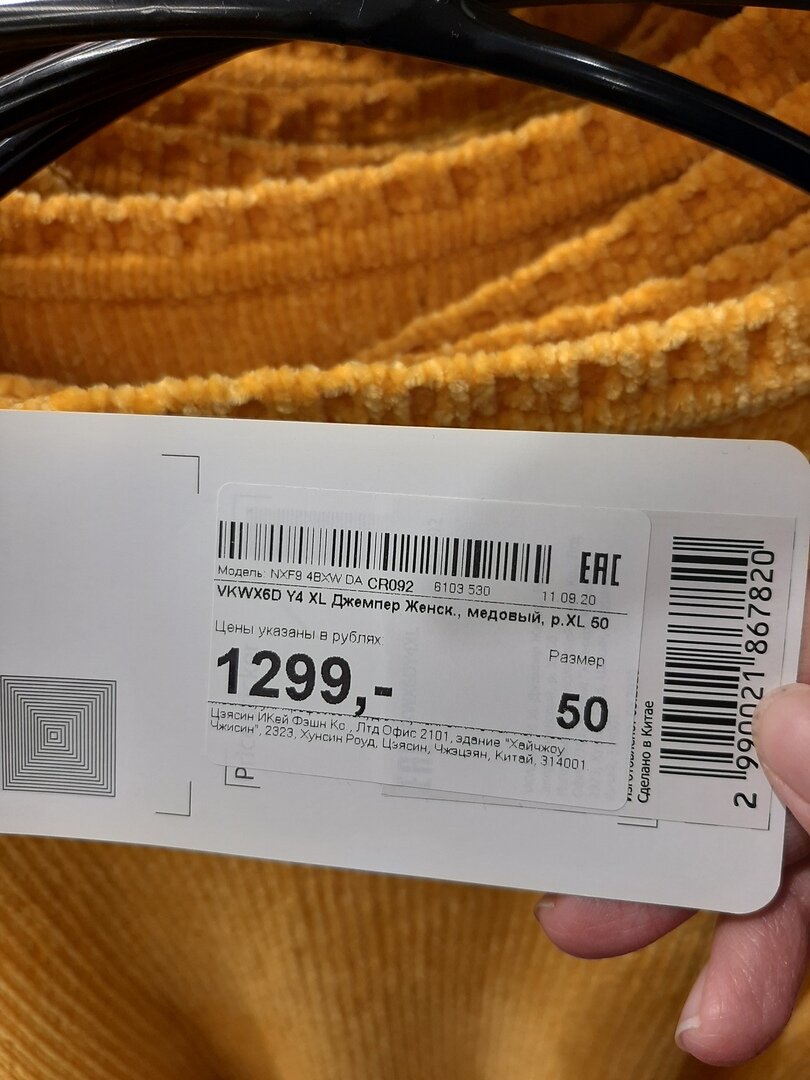 EAC
Модель: NXF9 4BXW DA CR092 6103 530 11 09.20
VKWX6D Y4 XL Джемпер Женск., медовый, р.XL 50
Цены указаны в рублях.
Размер
1299,-
50
Цзясин ИКей Фэшн Ко., Лтд Офис 2101, здание "Хайчжоу
Чжисин", 2323, Хунсин Роуд, Цзясин, Чжэцзян, Китай, 314001
Сделано в Китае
2 990021 867820